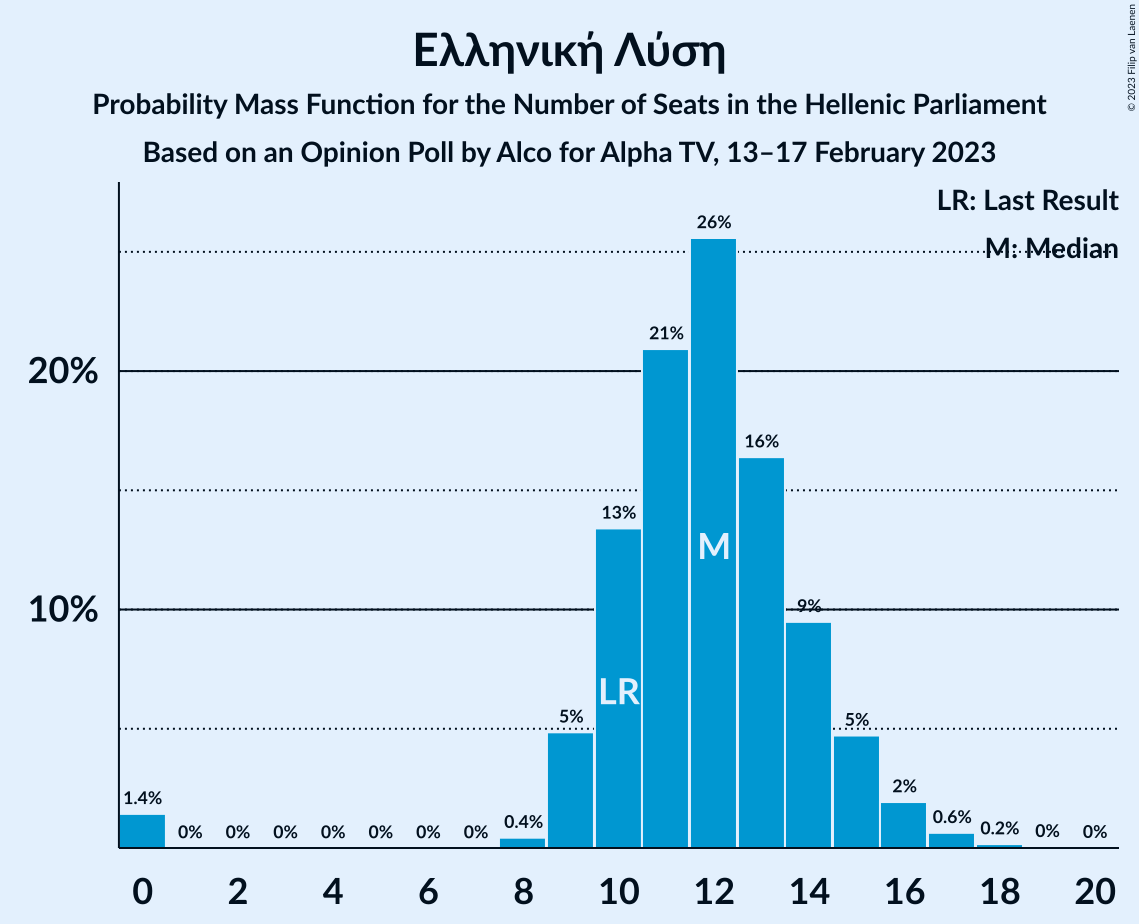 Ελληνική Λύση
Probability Mass Function for the Number of Seats in the Hellenic Parliament
Based on an Opinion Poll by Alco for Alpha TV, 13–17 February 2023
© 2023 Filip van Laenen
LR: Last Result
M: Median
20%
10%
1.4%
0%
0%
0%
0%
0%
0%
0%
0.4%
5%
13%
21%
26%
16%
9%
5%
2%
0.6%
0.2%
0%
0%
LR
M
0 2 4 6 8 10 12 14 16 18 20